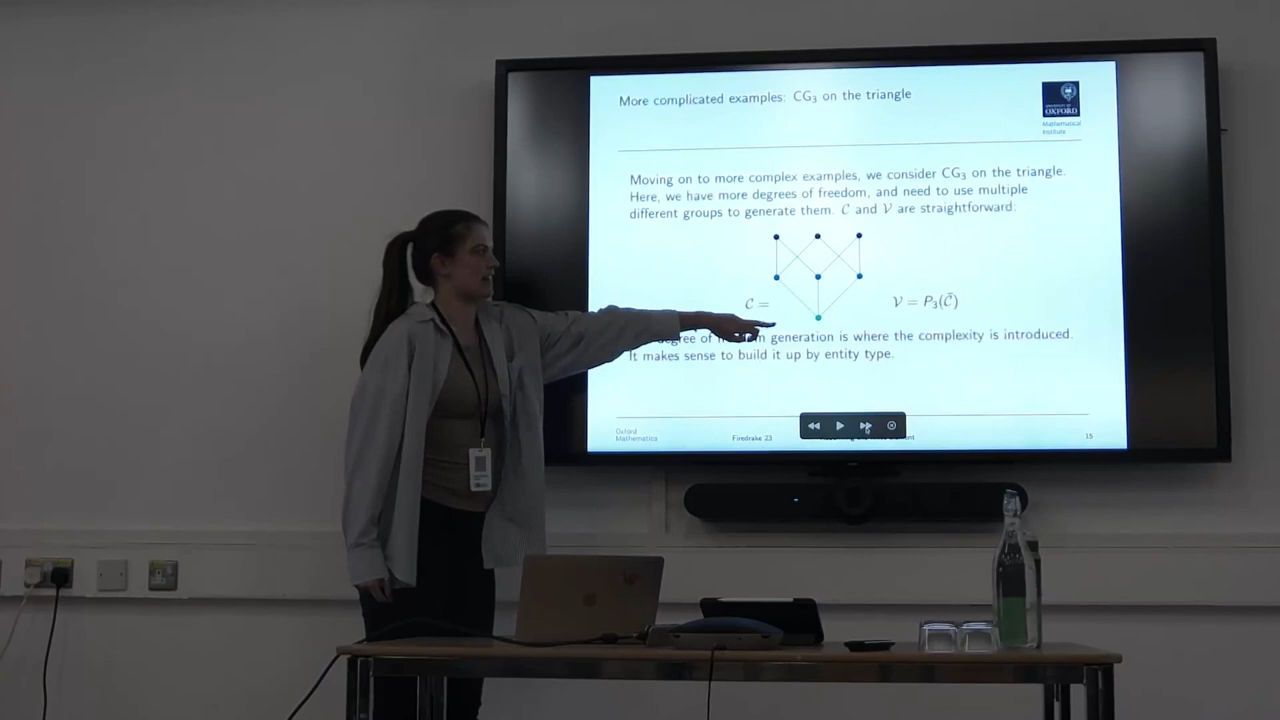 More complicated examples: CG₃ on the triangle
UNIVERSITY OF
OXFORD
Mathematical
Institute
Moving on to more complex examples, we consider CG₃ on the triangle.
Here, we have more degrees of freedom, and need to use multiple
different groups to generate them. 𝒞 and 𝒱 are straightforward:
𝒞 =
𝒱 = P₃(𝒞̄)
degree of generation is where the complexity is introduced.
It makes sense to build it up by entity type.
Oxford
Mathematics
Firedrake 23
15